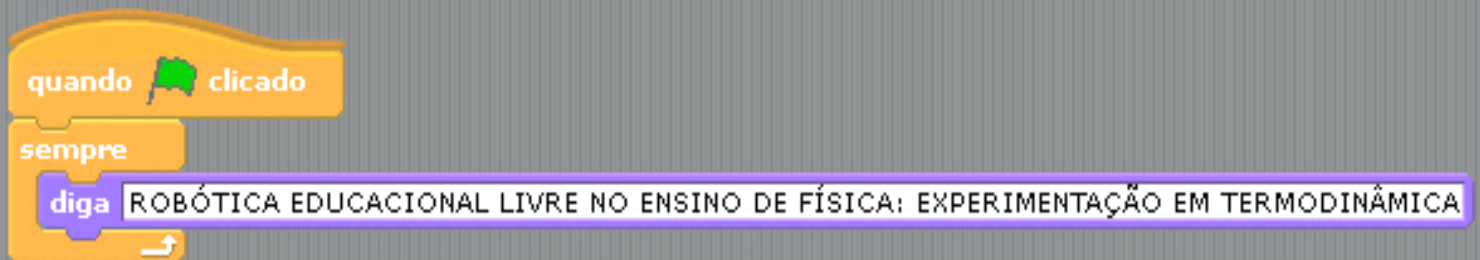 quando clicado
sempre
diga ROBÓTICA EDUCACIONAL LIVRE NO ENSINO DE FÍSICA: EXPERIMENTAÇÃO EM TERMODINÂMICA